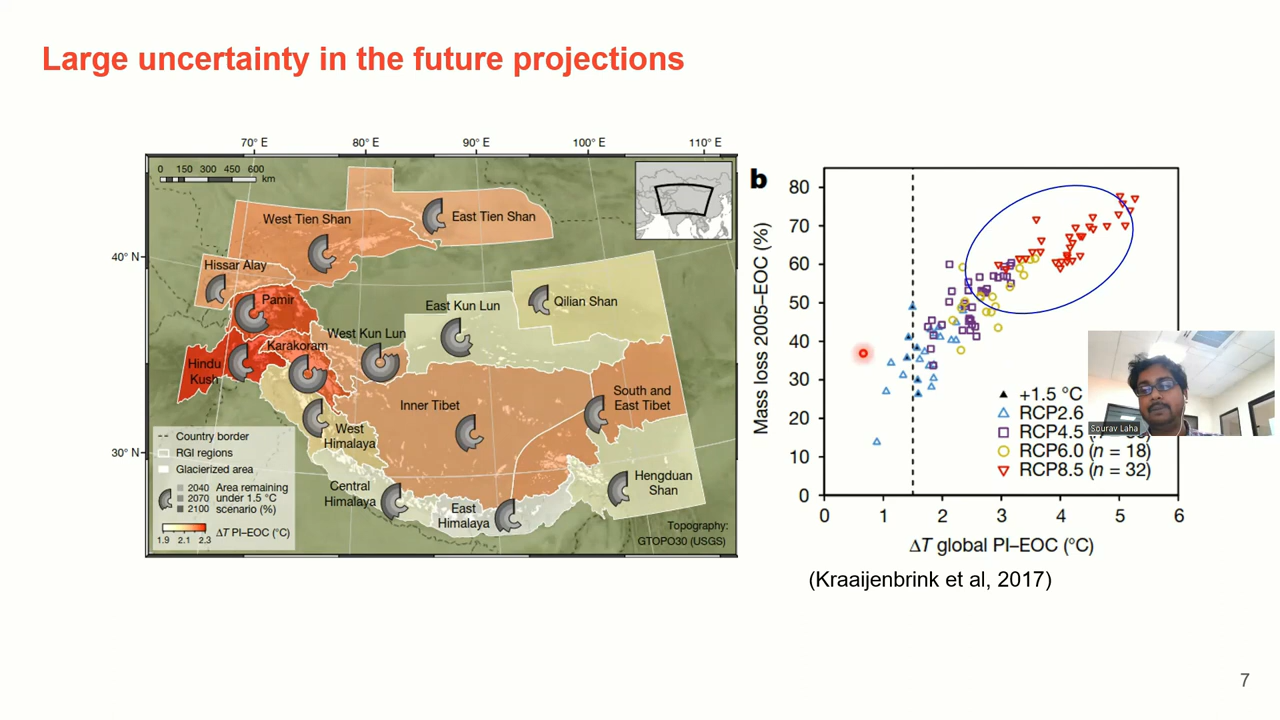 Large uncertainty in the future projections
70° E
80° E
90° E
100° E
110° E
0 150 300 450 600
km
West Tien Shan
East Tien Shan
40° N
Hissar Alay
Pamir
East Kun Lun
Qilian Shan
West Kun Lun
Karakoram
Hindu
Kush
Inner Tibet
South and
East Tibet
West
Himalaya
30° N
Country border
RGI regions
Glacierized area
2040
2070
2100
Area remaining
under 1.5 °C
scenario (%)
1.9 2.1 2.3
ΔT PI–EOC (°C)
Central
Himalaya
East
Himalaya
Hengduan
Shan
Topography:
GTOPO30 (USGS)
b
Mass loss 2005–EOC (%)
80
70
60
50
40
30
20
10
0
+1.5 °C
RCP2.6
RCP4.5
RCP6.0 (n = 18)
RCP8.5 (n = 32)
0 1 2 3 4 5 6
ΔT global PI–EOC (°C)
Sourav Laha
(Kraaijenbrink et al, 2017)
7